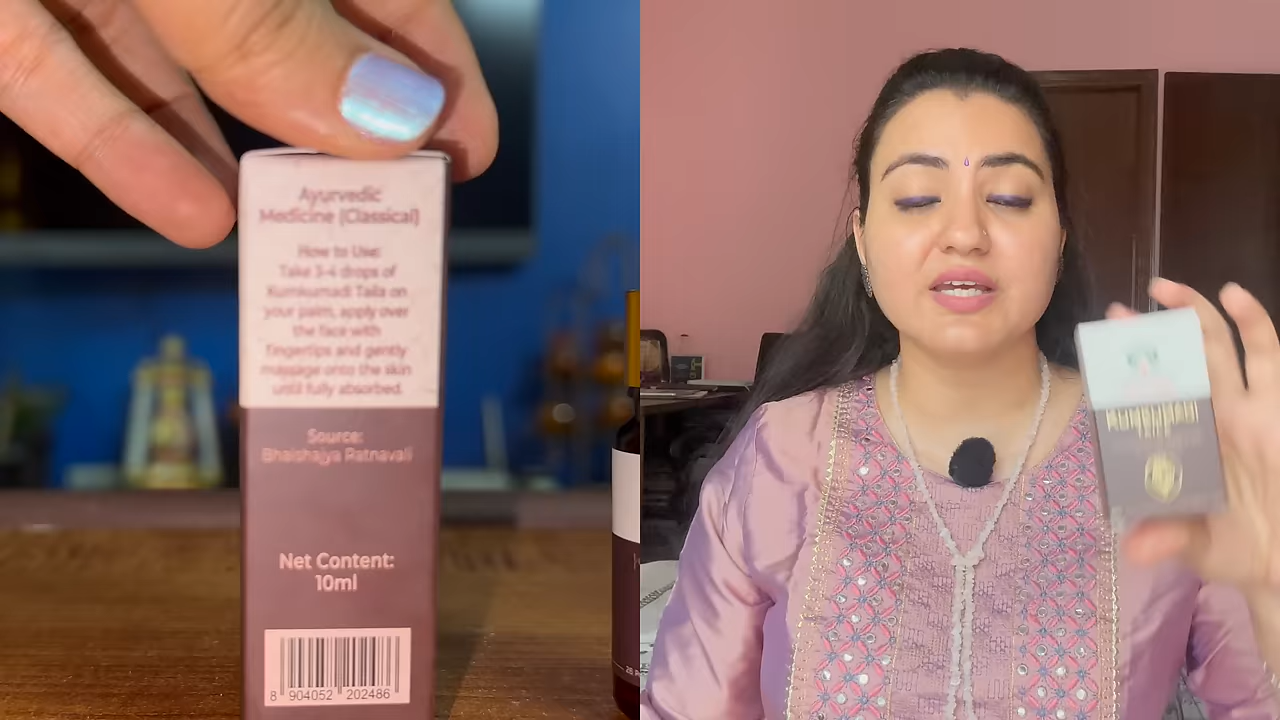 Ayurvedic
Medicine (Classical)
How to Use:
Take 3-4 drops of
Kumkumadi Taila on
your palm, apply over
the face with
fingertips and gently
massage onto the skin
until fully absorbed.
Source:
Bhaishajya Ratnavali
Net Content:
10ml
8 904052 202486